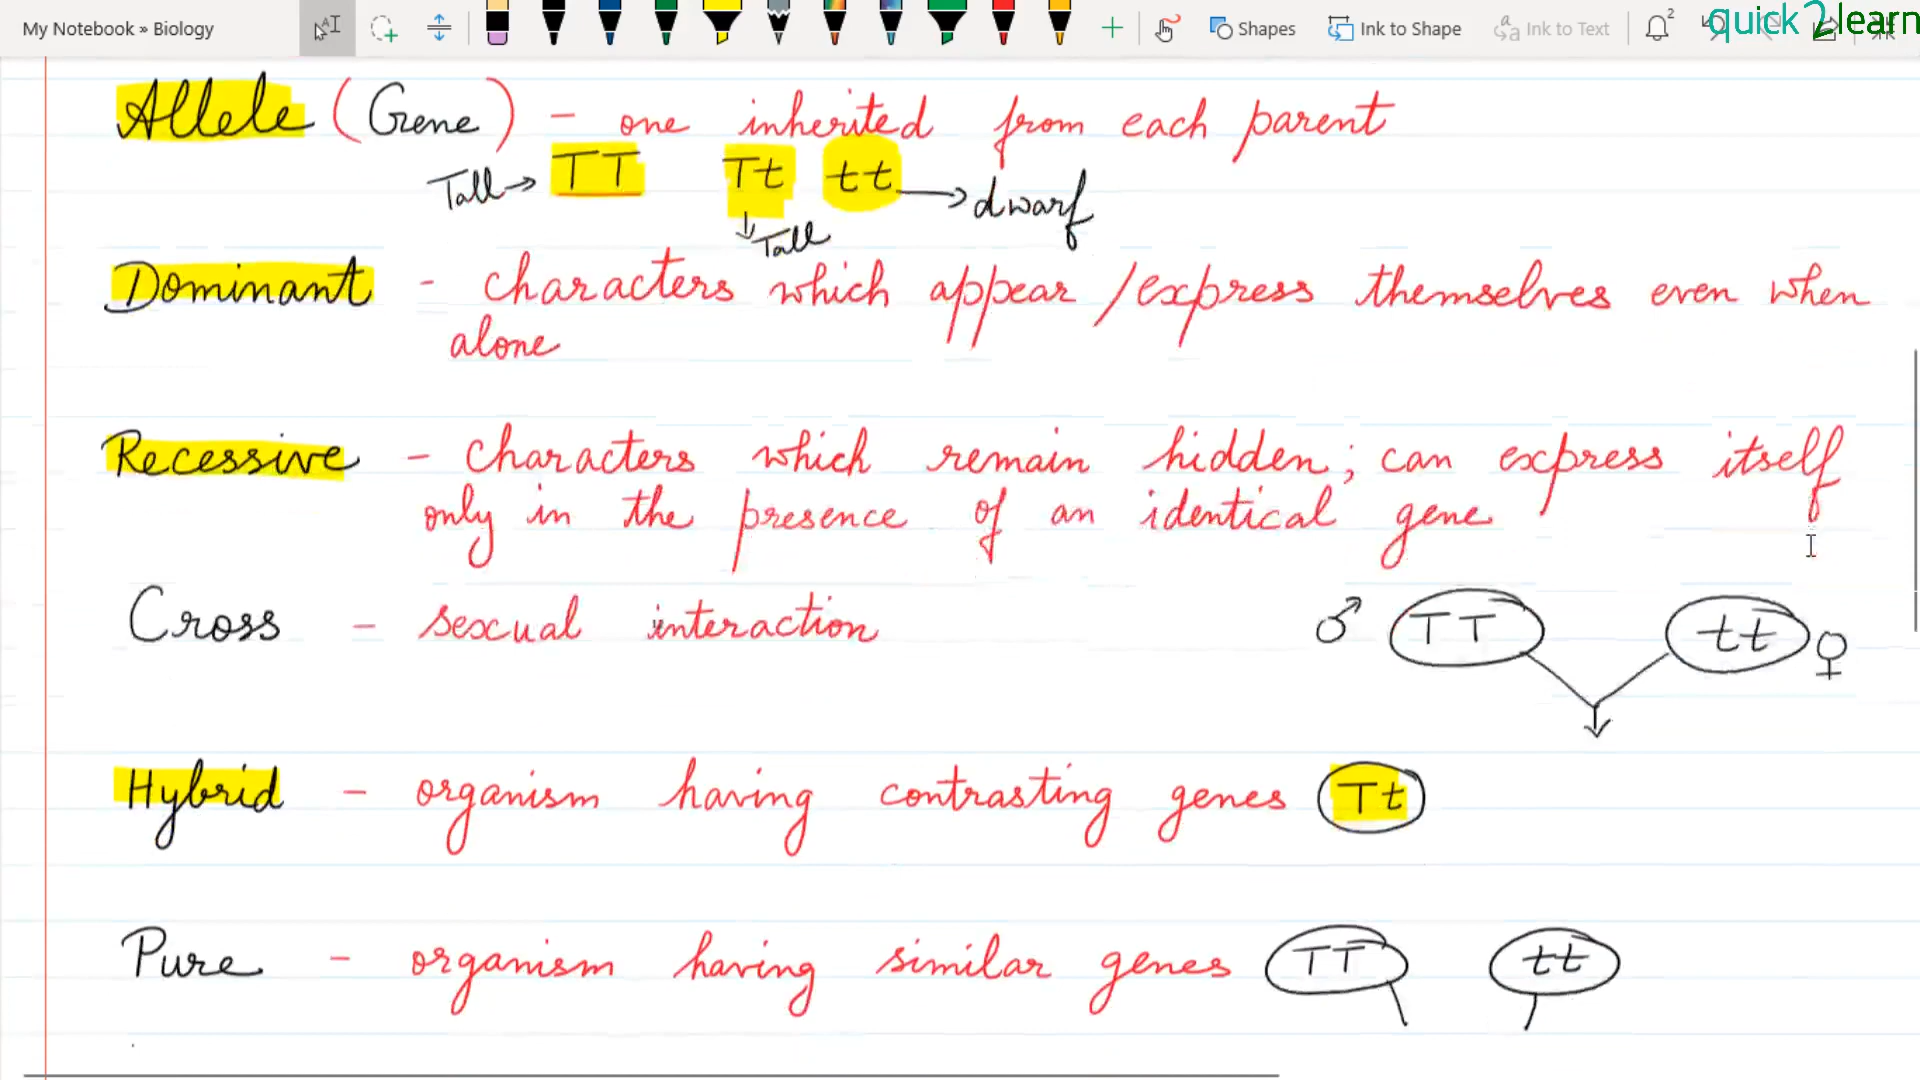 My Notebook » Biology
Shapes
Ink to Shape
Ink to Text
2
quick2learn
Allele (Gene) - one inherited from each parent
Tall → TT Tt tt → dwarf
↓ Tall
Dominant - characters which appear/express themselves even when
alone
Recessive - characters which remain hidden; can express itself
only in the presence of an identical gene
Cross - sexual interaction ♂ TT tt ♀
Hybrid - organism having contrasting genes Tt
Pure - organism having similar genes TT tt